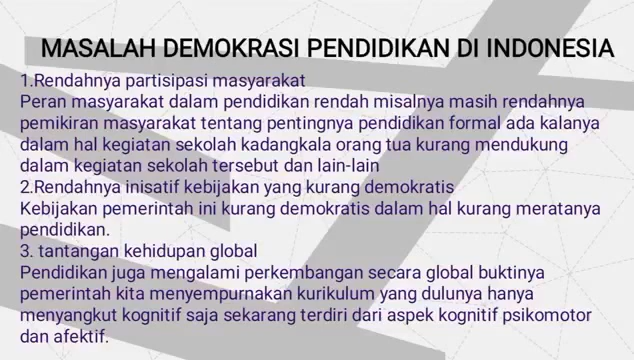 MASALAH DEMOKRASI PENDIDIKAN DI INDONESIA
1.Rendahnya partisipasi masyarakat
Peran masyarakat dalam pendidikan rendah misalnya masih rendahnya
pemikiran masyarakat tentang pentingnya pendidikan formal ada kalanya
dalam hal kegiatan sekolah kadangkala orang tua kurang mendukung
dalam kegiatan sekolah tersebut dan lain-lain
2.Rendahnya inisatif kebijakan yang kurang demokratis
Kebijakan pemerintah ini kurang demokratis dalam hal kurang meratanya
pendidikan.
3. tantangan kehidupan global
Pendidikan juga mengalami perkembangan secara global buktinya
pemerintah kita menyempurnakan kurikulum yang dulunya hanya
menyangkut kognitif saja sekarang terdiri dari aspek kognitif psikomotor
dan afektif.